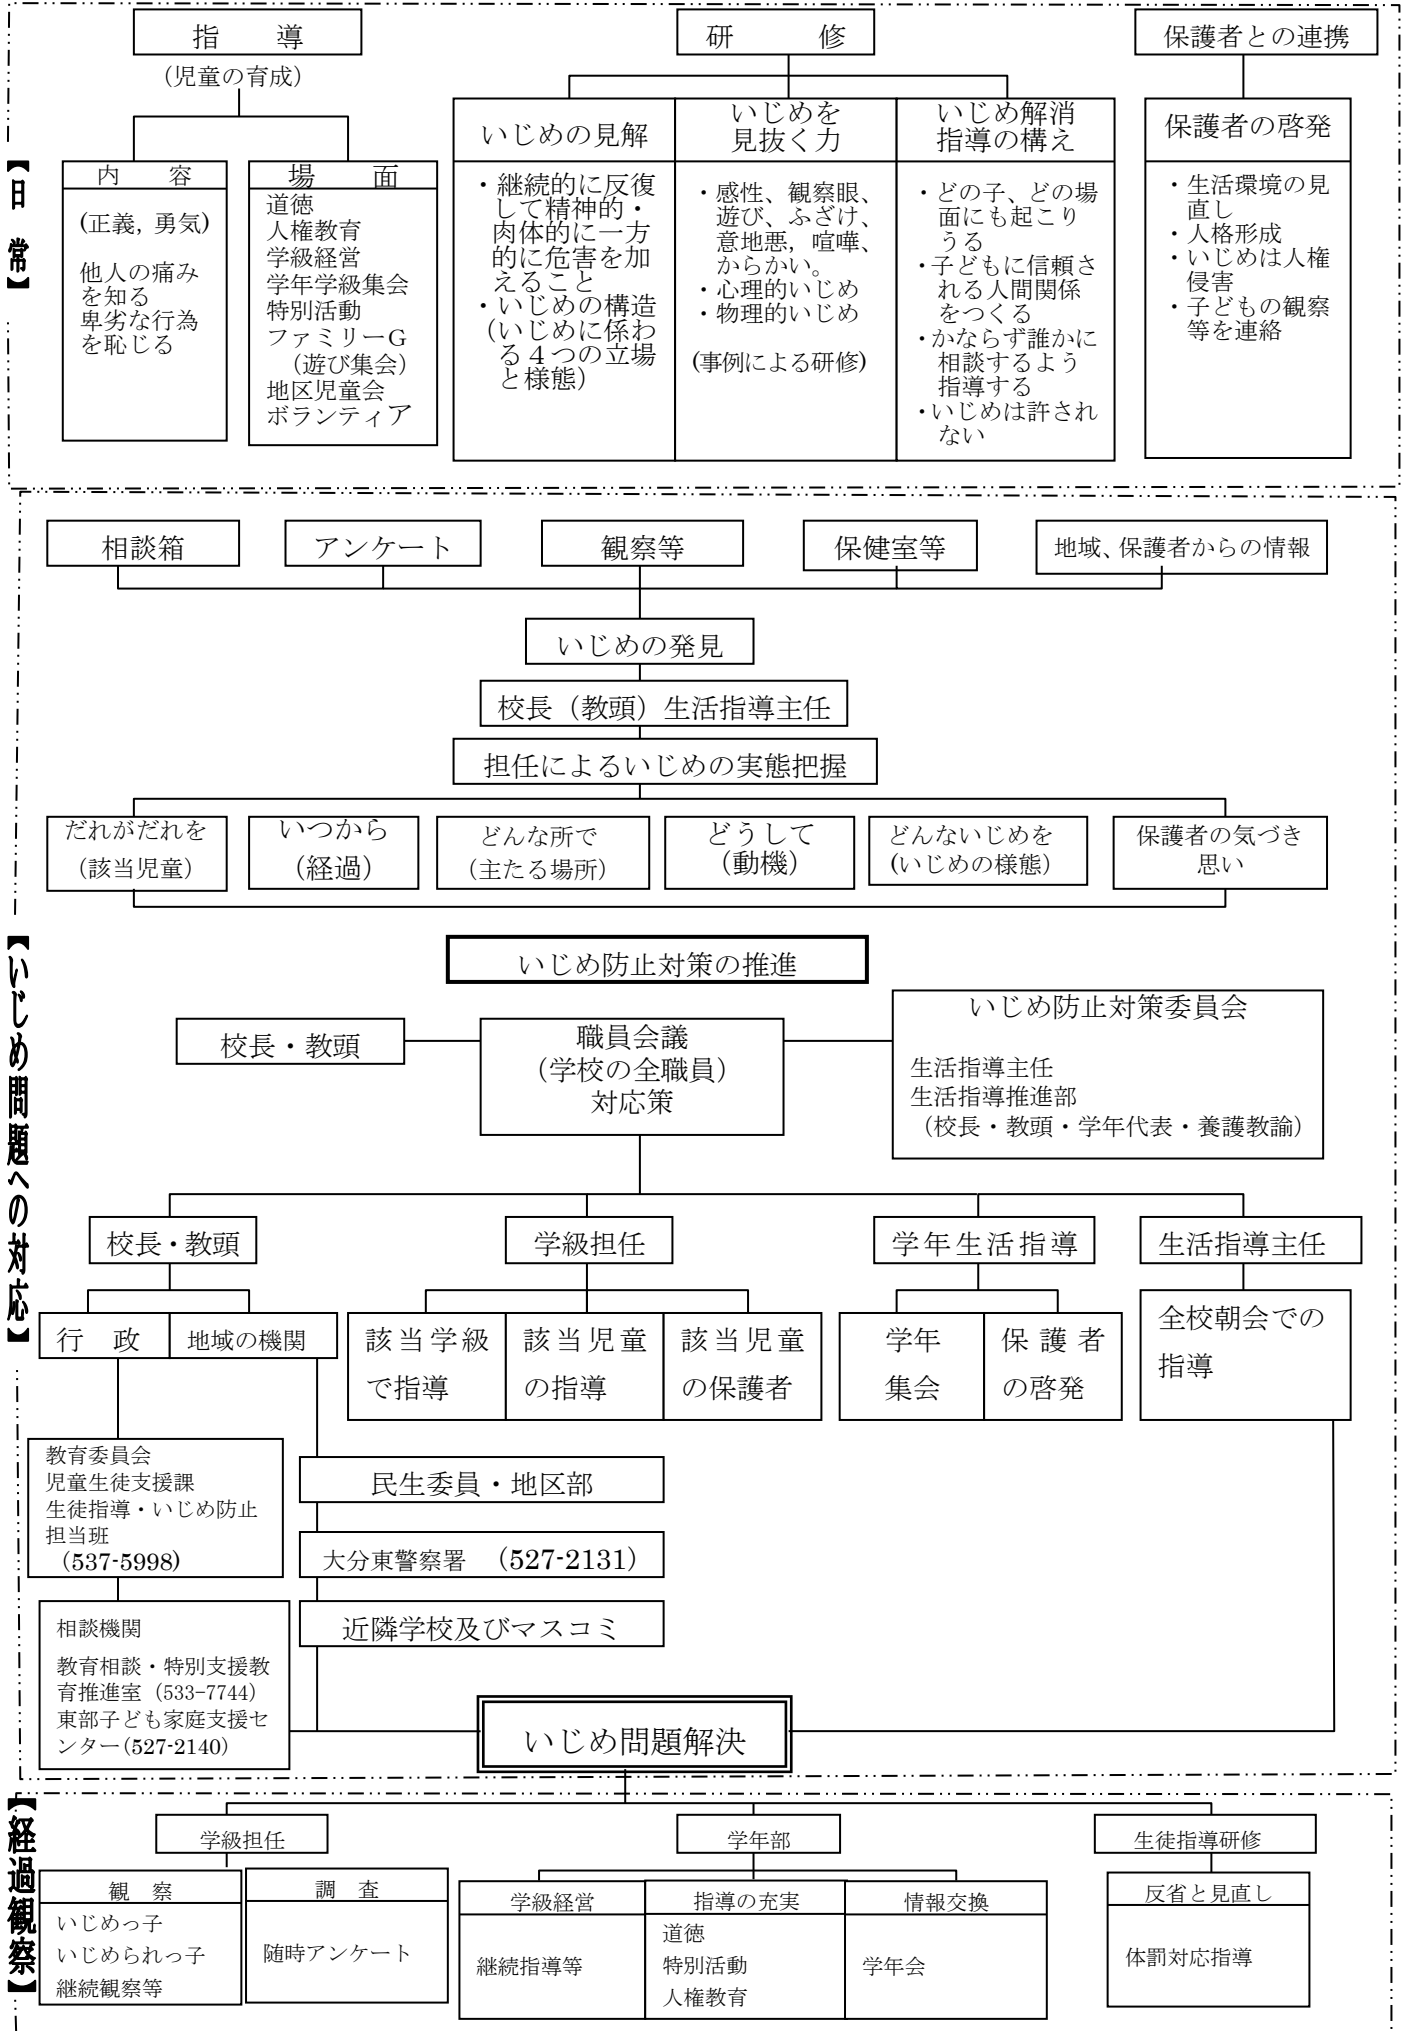 【日 常】
指 導
(児童の育成)
内 容
(正義, 勇気)
他人の痛み
を知る
卑劣な行為
を恥じる
場 面
道徳
人権教育
学級経営
学年学級集会
特別活動
ファミリーG
(遊び集会)
地区児童会
ボランティア
研 修
いじめの見解
・継続的に反復
して精神的・
肉体的に一方
的に危害を加
えること
・いじめの構造
(いじめに係わ
る４つの立場
と様態)
いじめを
見抜く力
・感性、観察眼、
遊び、ふざけ、
意地悪, 喧嘩、
からかい。
・心理的いじめ
・物理的いじめ
(事例による研修)
いじめ解消
指導の構え
・どの子、どの場
面にも起こり
うる
・子どもに信頼さ
れる人間関係
をつくる
・かならず誰かに
相談するよう
指導する
・いじめは許され
ない
保護者との連携
保護者の啓発
・生活環境の見
直し
・人格形成
・いじめは人権
侵害
・子どもの観察
等を連絡
【いじめ問題への対応】
相談箱
アンケート
観察等
保健室等
地域、保護者からの情報
いじめの発見
校長（教頭）生活指導主任
担任によるいじめの実態把握
だれがだれを
（該当児童）
いつから
（経過）
どんな所で
（主たる場所）
どうして
（動機）
どんないじめを
(いじめの様態)
保護者の気づき
思い
いじめ防止対策の推進
校長・教頭
職員会議
（学校の全職員）
対応策
いじめ防止対策委員会
生活指導主任
生活指導推進部
（校長・教頭・学年代表・養護教諭）
校長・教頭
学級担任
学年生活指導
生活指導主任
行 政
地域の機関
該当学級
で指導
該当児童
の指導
該当児童
の保護者
学年
集会
保護者
の啓発
全校朝会での
指導
教育委員会
児童生徒支援課
生徒指導・いじめ防止
担当班
（537-5998)
民生委員・地区部
大分東警察署 （527-2131）
近隣学校及びマスコミ
相談機関
教育相談・特別支援教
育推進室（533-7744）
東部子ども家庭支援セ
ンター(527-2140)
いじめ問題解決
【経過観察】
学級担任
観 察
いじめっ子
いじめられっ子
継続観察等
調 査
随時アンケート
学年部
学級経営
継続指導等
指導の充実
道徳
特別活動
人権教育
情報交換
学年会
生徒指導研修
反省と見直し
体罰対応指導